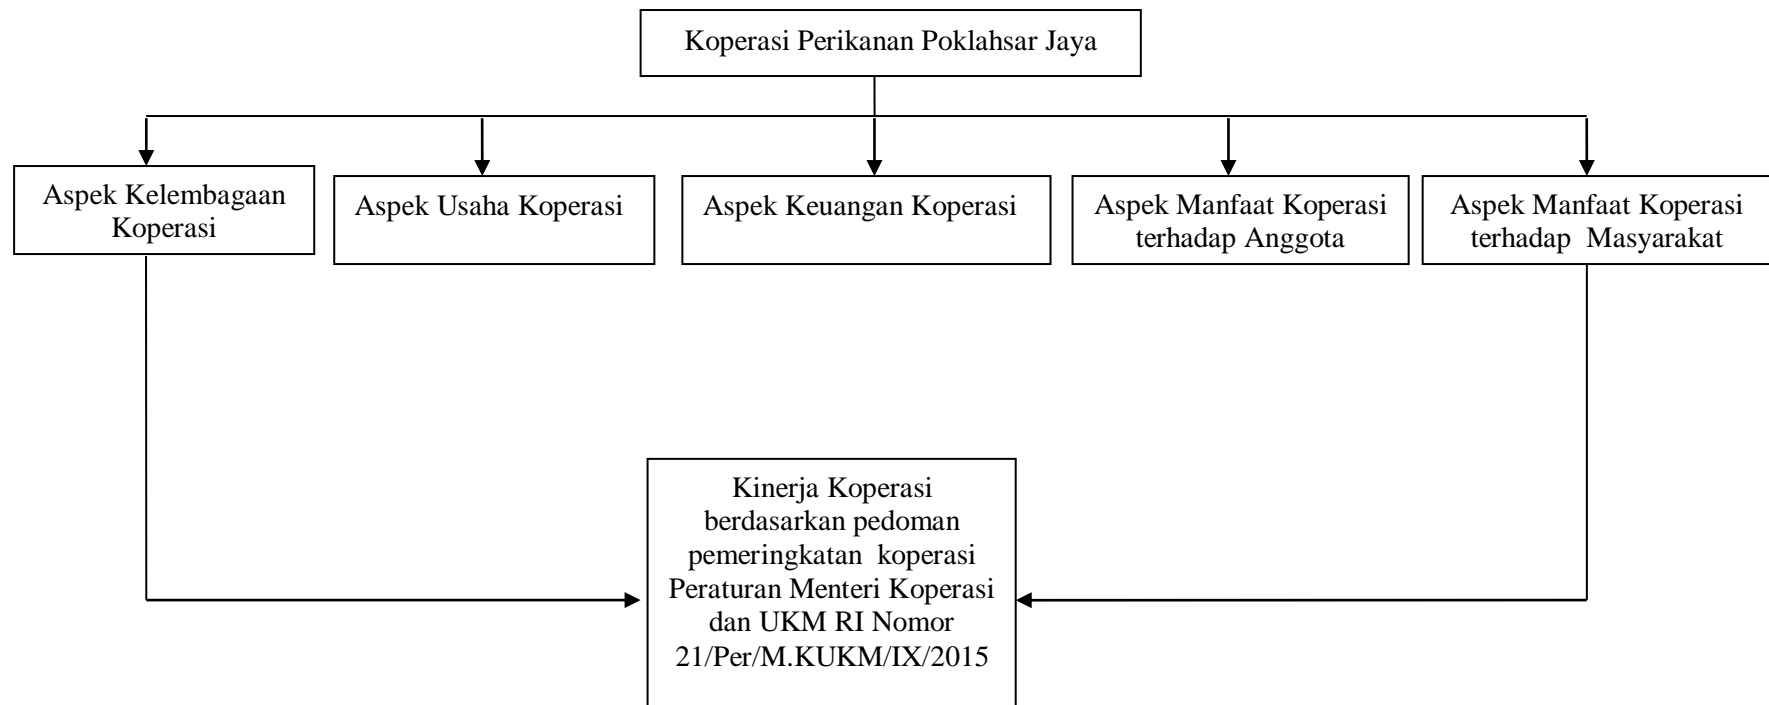 Koperasi Perikanan Poklahsar Jaya
Aspek Kelembagaan
Koperasi
Aspek Usaha Koperasi
Aspek Keuangan Koperasi
Aspek Manfaat Koperasi
terhadap Anggota
Aspek Manfaat Koperasi
terhadap  Masyarakat
Kinerja Koperasi
berdasarkan pedoman
pemeringkatan  koperasi
Peraturan Menteri Koperasi
dan UKM RI Nomor
21/Per/M.KUKM/IX/2015